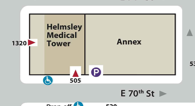 Helmsley
Medical
Tower
Annex
1320
505
P
E 70th St